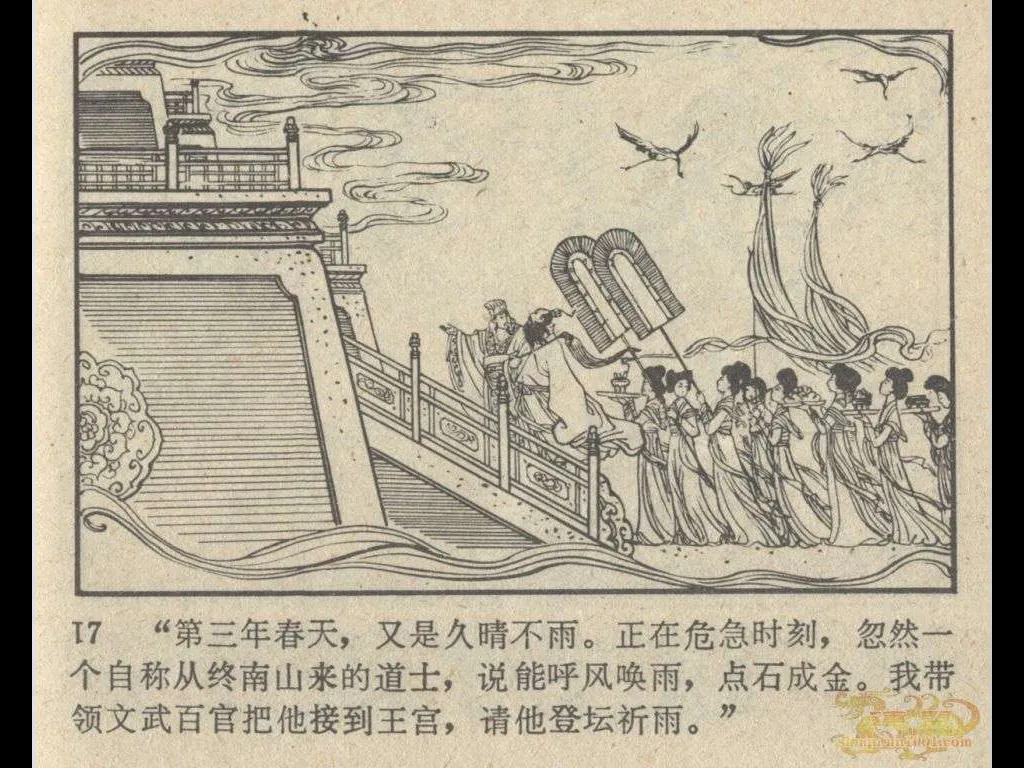 17 “第三年春天，又是久晴不雨。正在危急时刻，忽然一
个自称从终南山来的道士，说能呼风唤雨，点石成金。我带
领文武百官把他接到王宫，请他登坛祈雨。”